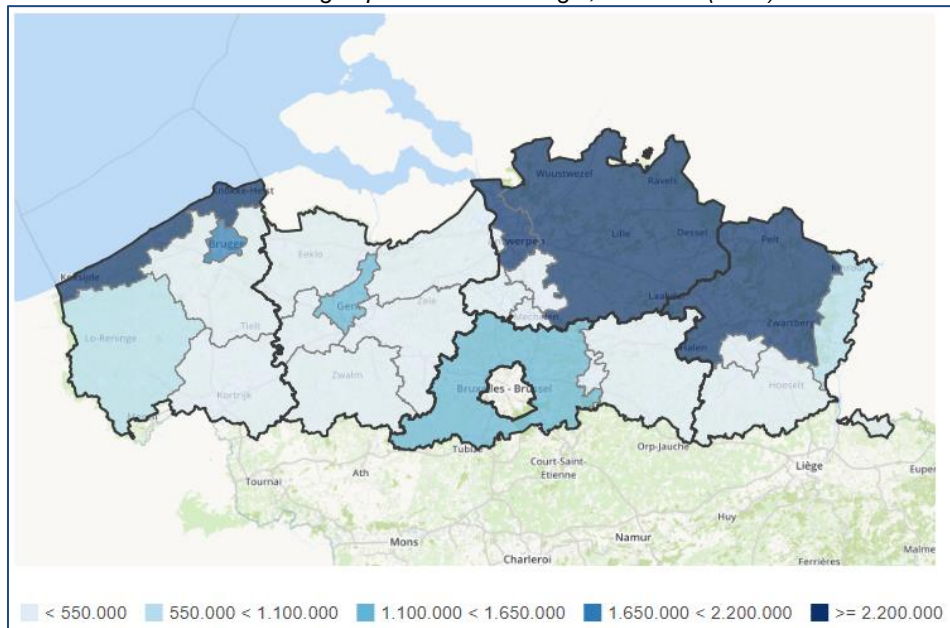 Wuustwezel
Ravels
Knokke-Heist
Antwerpen
Lille
Dessel
Pelt
Brugge
Koksijde
Eeklo
Kinrooi
Gent
Zele
Mechelen
Zwartberg
Lo-Reninge
Tielt
Halen
Kortrijk
Zwalm
Bruxelles - Brussel
Hoeselt
Tubize
Orp-Jauche
Liège
Ath
Court-Saint-
Etienne
Tournai
Huy
Mons
Namur
Charleroi
Ferrières
< 550.000 550.000 < 1.100.000 1.100.000 < 1.650.000 1.650.000 < 2.200.000 >= 2.200.000